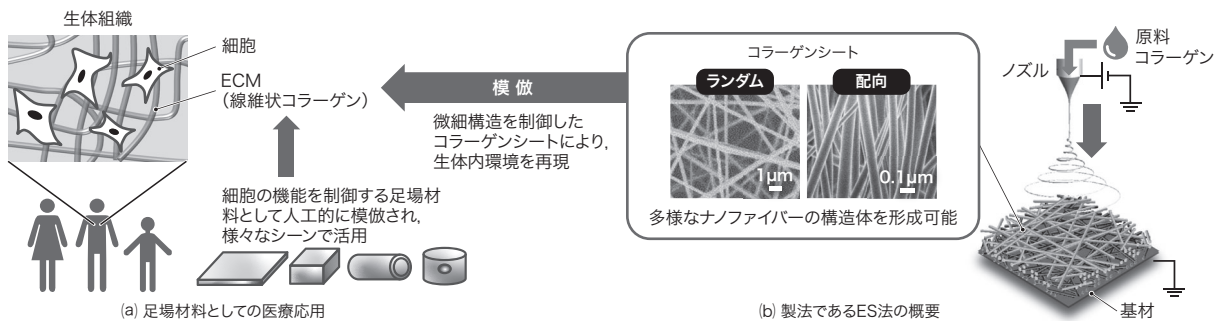 生体組織
細胞
ECM
（線維状コラーゲン）
模倣
微細構造を制御した
コラーゲンシートにより，
生体内環境を再現
細胞の機能を制御する足場材
料として人工的に模倣され，
様々なシーンで活用
(a) 足場材料としての医療応用
コラーゲンシート
ランダム
配向
1μm
0.1μm
多様なナノファイバーの構造体を形成可能
ノズル
原料
コラーゲン
基材
(b) 製法であるES法の概要